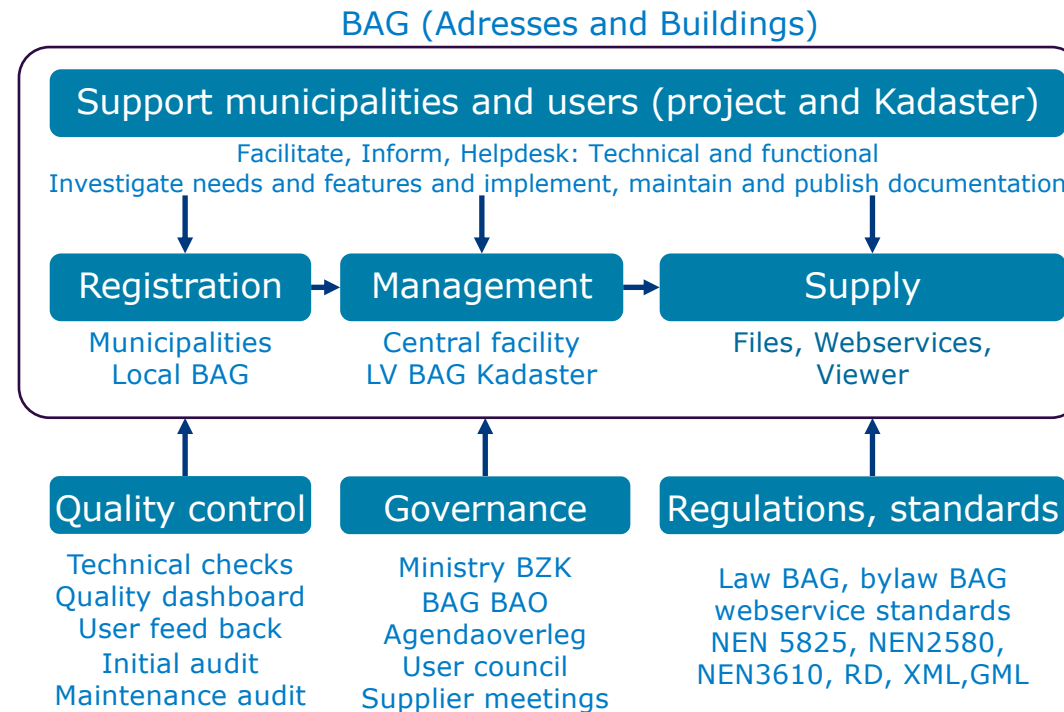 BAG (Adresses and Buildings)
Support municipalities and users (project and Kadaster)
Facilitate, Inform, Helpdesk: Technical and functional
Investigate needs and features and implement, maintain and publish documentation
Registration
Management
Supply
Municipalities
Local BAG
Central facility
LV BAG Kadaster
Files, Webservices,
Viewer
Quality control
Governance
Regulations, standards
Technical checks
Quality dashboard
User feed back
Initial audit
Maintenance audit
Ministry BZK
BAG BAO
Agendaoverleg
User council
Supplier meetings
Law BAG, bylaw BAG
webservice standards
NEN 5825, NEN2580,
NEN3610, RD, XML,GML